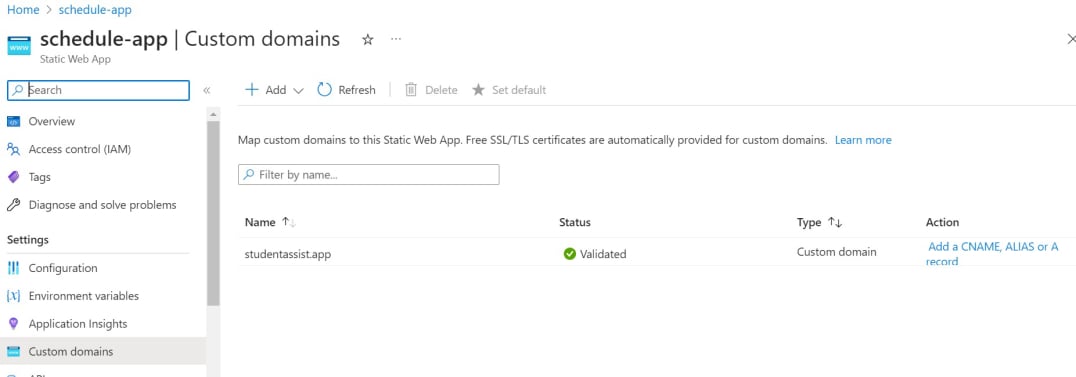 Home > schedule-app
schedule-app | Custom domains
Static Web App
Search
Overview
Access control (IAM)
Tags
Diagnose and solve problems
Settings
Configuration
Environment variables
Application Insights
Custom domains
Add
Refresh
Delete
Set default
Map custom domains to this Static Web App. Free SSL/TLS certificates are automatically provided for custom domains. Learn more
Filter by name...
Name Status Type Action
studentassist.app Validated Custom domain Add a CNAME, ALIAS or A
record